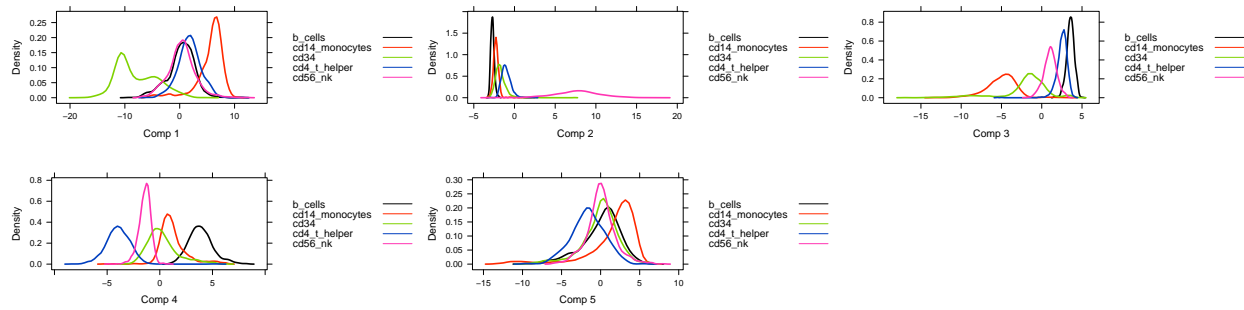 Density
0.00
0.05
0.10
0.15
0.20
0.25
−20
−10
0
10
Comp 1
b_cells
cd14_monocytes
cd34
cd4_t_helper
cd56_nk
Density
0.0
0.5
1.0
1.5
−5
0
5
10
15
20
Comp 2
b_cells
cd14_monocytes
cd34
cd4_t_helper
cd56_nk
Density
0.0
0.2
0.4
0.6
0.8
−15
−10
−5
0
5
Comp 3
b_cells
cd14_monocytes
cd34
cd4_t_helper
cd56_nk
Density
0.0
0.2
0.4
0.6
0.8
−5
0
5
Comp 4
b_cells
cd14_monocytes
cd34
cd4_t_helper
cd56_nk
Density
0.00
0.05
0.10
0.15
0.20
0.30
−15
−10
−5
0
5
10
Comp 5
b_cells
cd14_monocytes
cd34
cd4_t_helper
cd56_nk